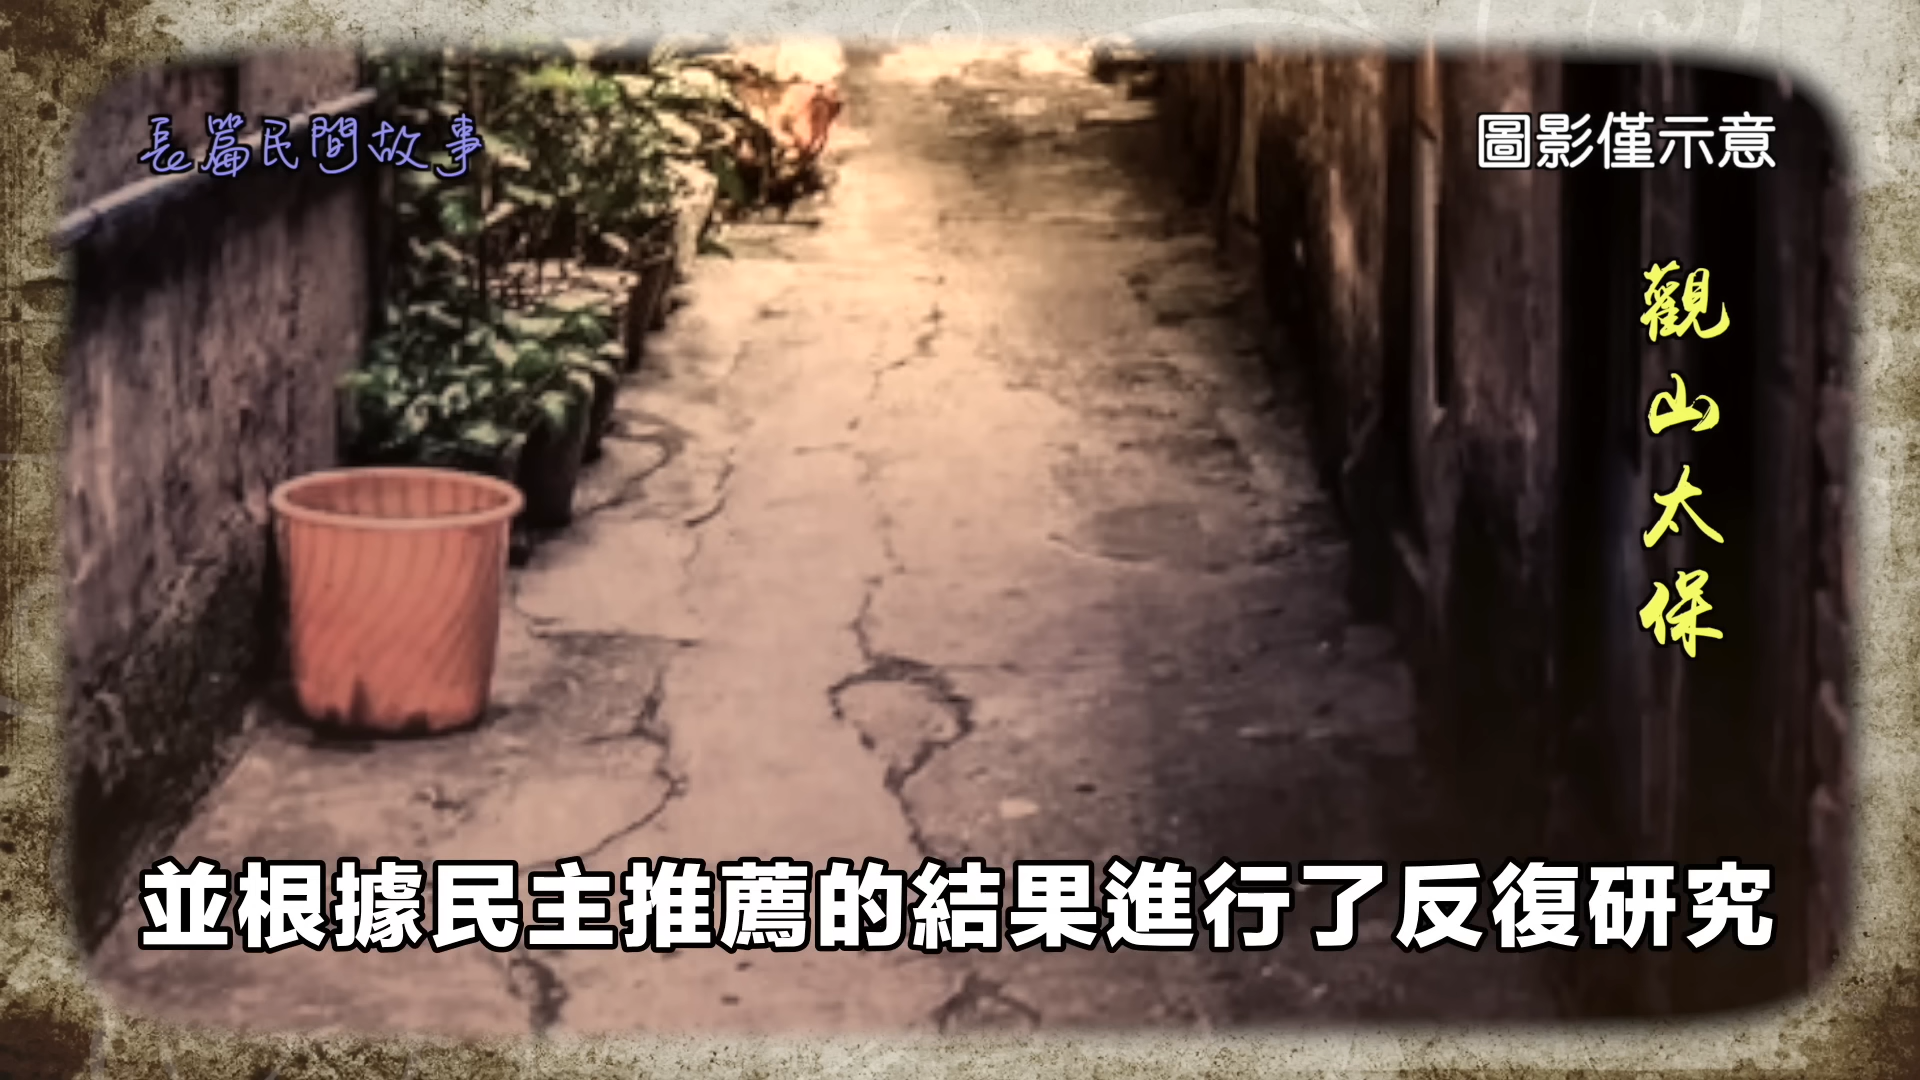 長篇民間故事
圖影僅示意
觀山太保
並根據民主推薦的結果進行了反復研究